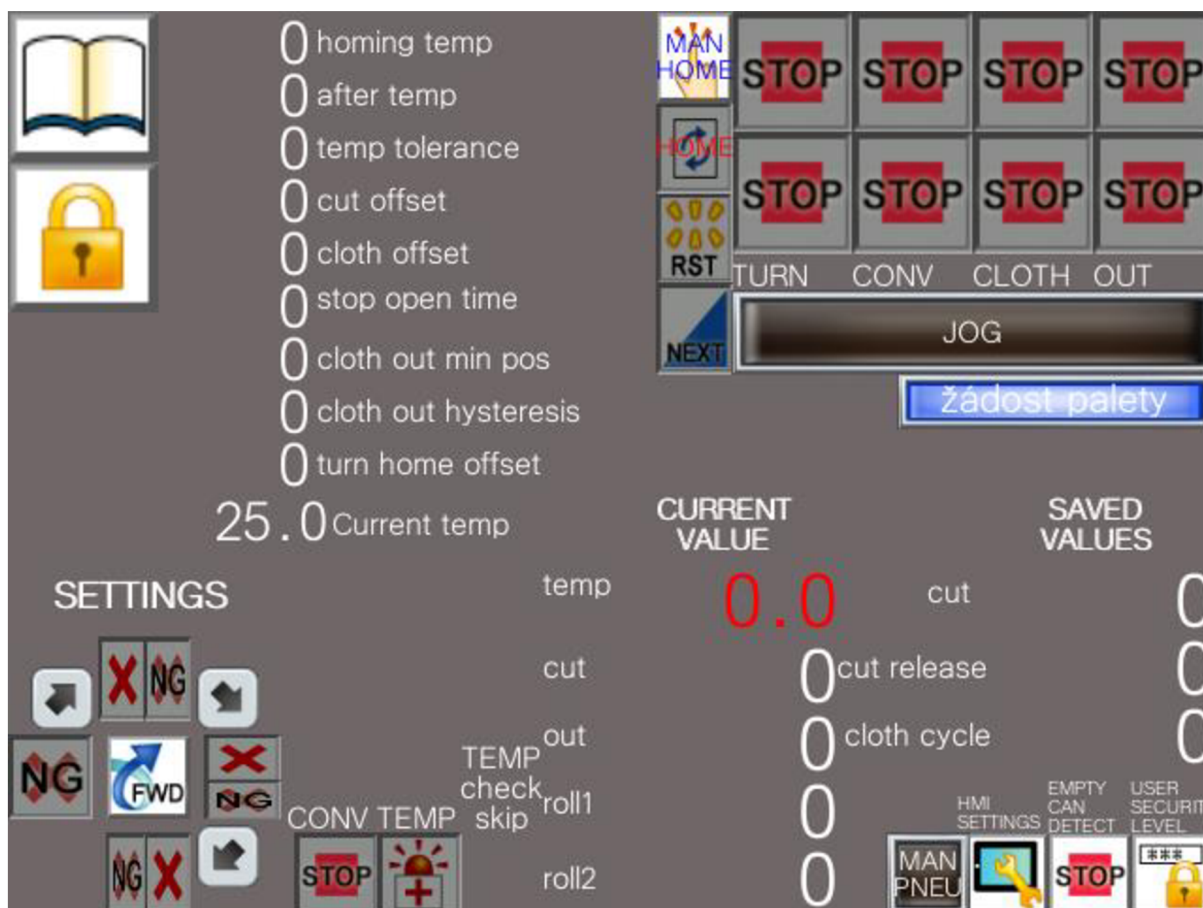 0 homing temp
0 after temp
0 temp tolerance
0 cut offset
0 cloth offset
0 stop open time
0 cloth out min pos
0 cloth out hysteresis
0 turn home offset
25.0 Current temp
MAN
HOME
STOP STOP STOP STOP
HOME
STOP STOP STOP STOP
RST
TURN CONV CLOTH OUT
NEXT
JOG
žádost palety
CURRENT
VALUE
SAVED
VALUES
SETTINGS
temp 0.0 cut 0
cut 0 cut release 0
out 0 cloth cycle 0
roll1 0
roll2 0
NG
NG
FWD
NG
NG
CONV TEMP
TEMP
check
skip
STOP
HMI
SETTINGS
EMPTY
CAN
DETECT
USER
SECURIT
LEVEL
MAN
PNEU
STOP
***